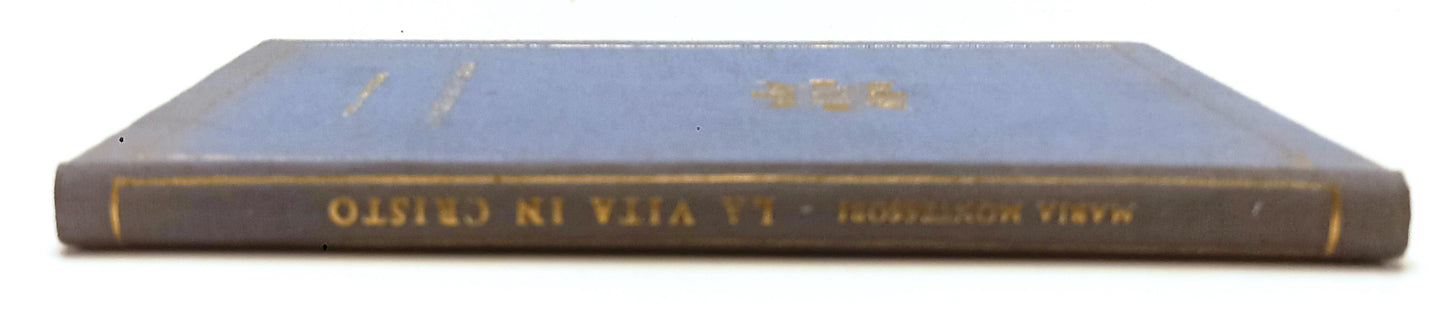 MARIA MONTESSORI - LA VITA IN CRISTO